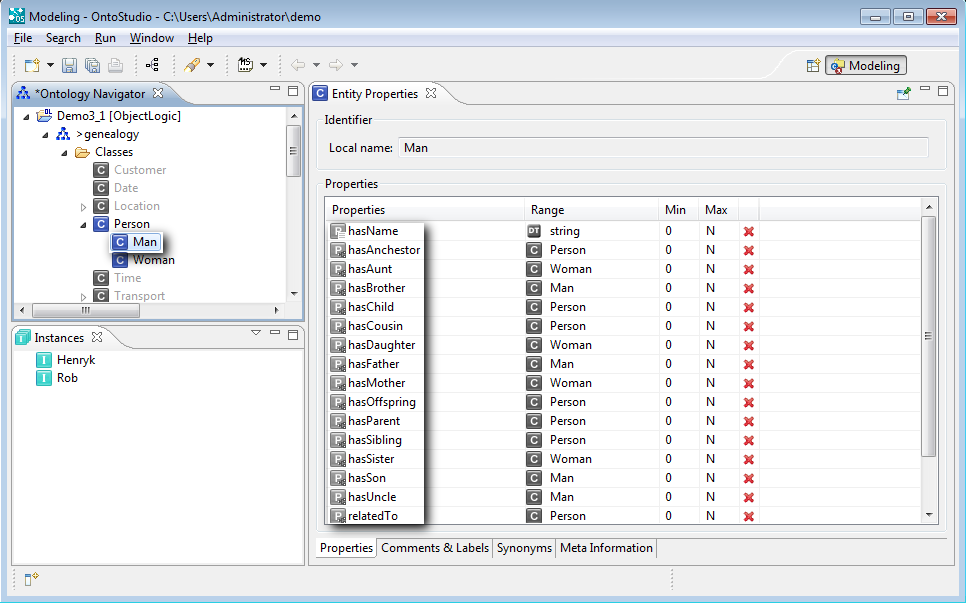 Modeling - OntoStudio - C:\Users\Administrator\demo
File Search Run Window Help
Modeling
*Ontology Navigator
Demo3_1 [ObjectLogic]
>genealogy
Classes
C Customer
C Date
C Location
C Person
C Man
C Woman
C Time
C Transport
Instances
I Henryk
I Rob
C Entity Properties
Identifier
Local name: Man
Properties
Properties Range Min Max
P hasName DT string 0 N
P hasAnchestor C Person 0 N
P hasAunt C Woman 0 N
P hasBrother C Man 0 N
P hasChild C Person 0 N
P hasCousin C Person 0 N
P hasDaughter C Woman 0 N
P hasFather C Man 0 N
P hasMother C Woman 0 N
P hasOffspring C Person 0 N
P hasParent C Person 0 N
P hasSibling C Person 0 N
P hasSister C Woman 0 N
P hasSon C Man 0 N
P hasUncle C Man 0 N
P relatedTo C Person 0 N
Properties Comments & Labels Synonyms Meta Information